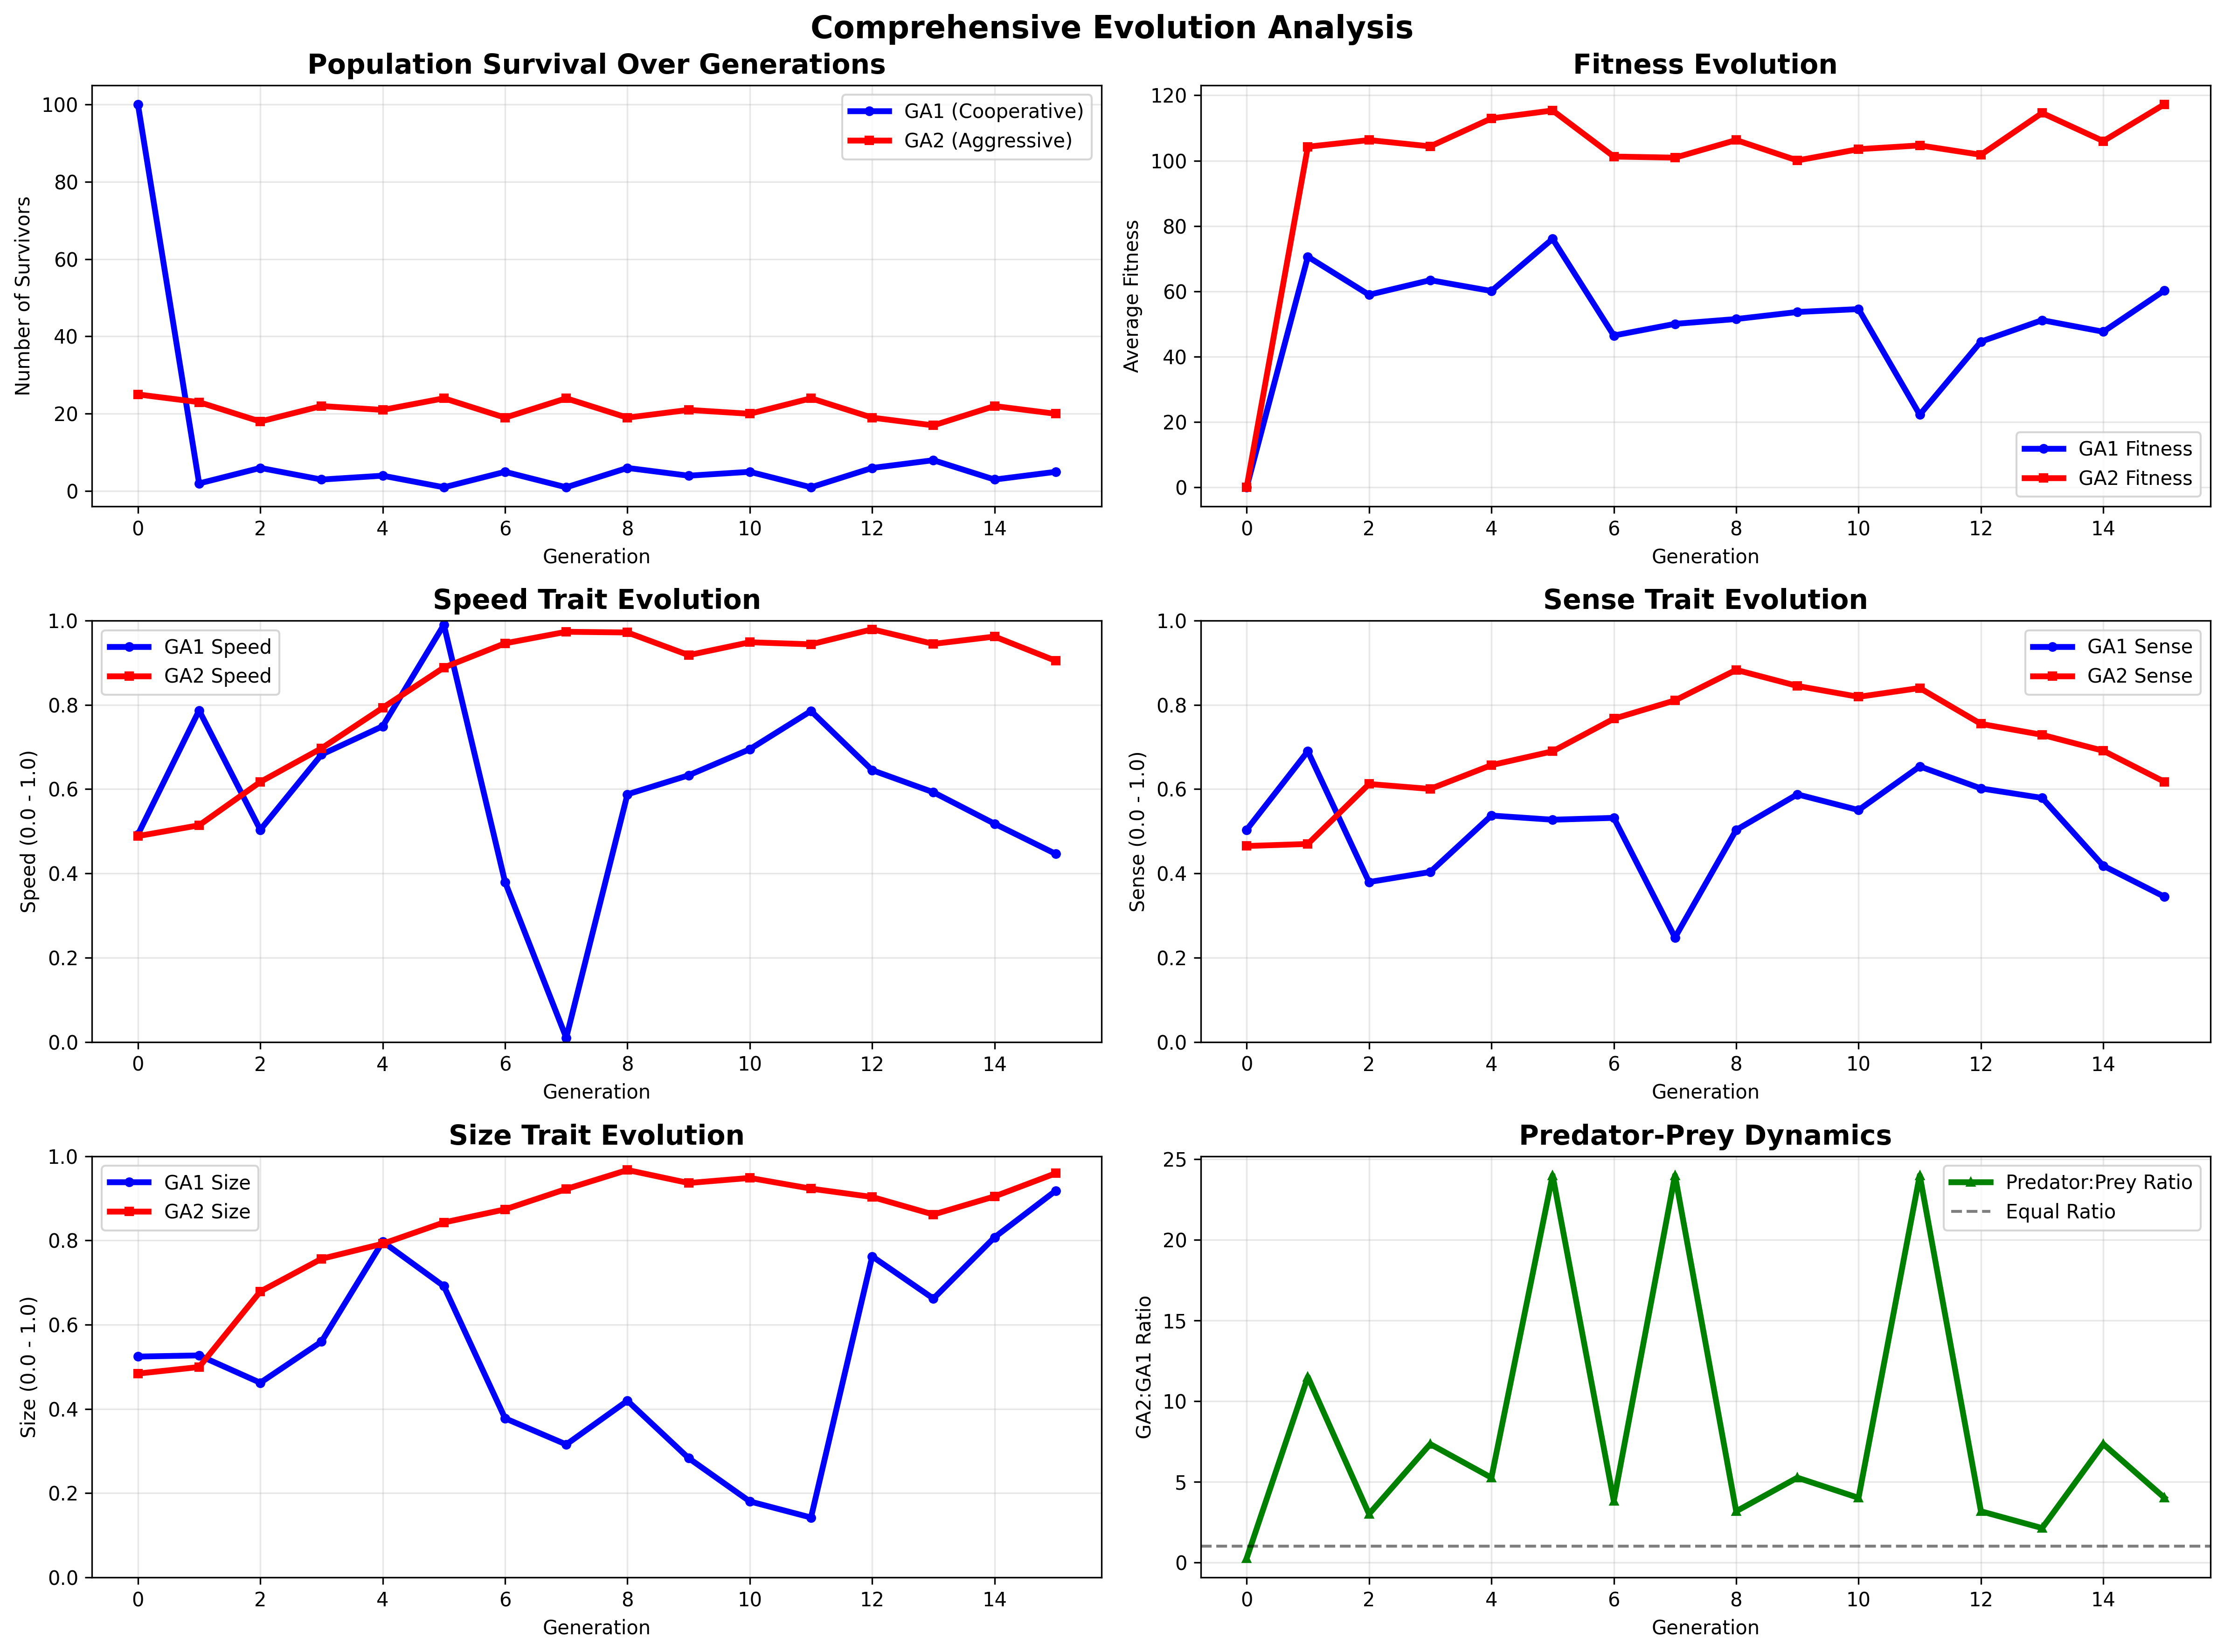 Comprehensive Evolution Analysis
Population Survival Over Generations
Number of Survivors
100
80
60
40
20
0
GA1 (Cooperative)
GA2 (Aggressive)
0 2 4 6 8 10 12 14
Generation
Fitness Evolution
Average Fitness
120
100
80
60
40
20
0
GA1 Fitness
GA2 Fitness
0 2 4 6 8 10 12 14
Generation
Speed Trait Evolution
Speed (0.0 - 1.0)
1.0
0.8
0.6
0.4
0.2
0.0
GA1 Speed
GA2 Speed
0 2 4 6 8 10 12 14
Generation
Sense Trait Evolution
Sense (0.0 - 1.0)
1.0
0.8
0.6
0.4
0.2
0.0
GA1 Sense
GA2 Sense
0 2 4 6 8 10 12 14
Generation
Size Trait Evolution
Size (0.0 - 1.0)
1.0
0.8
0.6
0.4
0.2
0.0
GA1 Size
GA2 Size
0 2 4 6 8 10 12 14
Generation
Predator-Prey Dynamics
GA2:GA1 Ratio
25
20
15
10
5
0
Predator:Prey Ratio
Equal Ratio
0 2 4 6 8 10 12 14
Generation